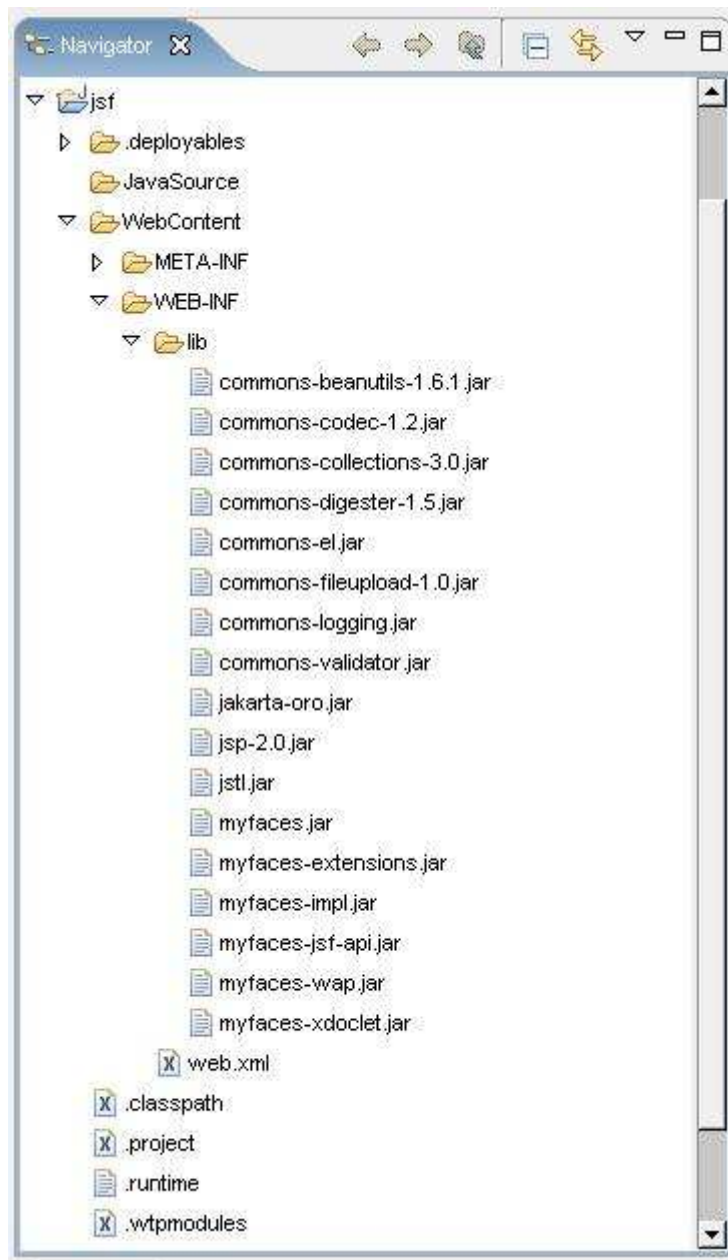 Navigator
jsf
.deployables
JavaSource
WebContent
META-INF
WEB-INF
lib
commons-beanutils-1.6.1.jar
commons-codec-1.2.jar
commons-collections-3.0.jar
commons-digester-1.5.jar
commons-el.jar
commons-fileupload-1.0.jar
commons-logging.jar
commons-validator.jar
jakarta-oro.jar
jsp-2.0.jar
jstl.jar
myfaces.jar
myfaces-extensions.jar
myfaces-impl.jar
myfaces-jsf-api.jar
myfaces-wap.jar
myfaces-xdoclet.jar
web.xml
.classpath
.project
.runtime
.wtpmodules